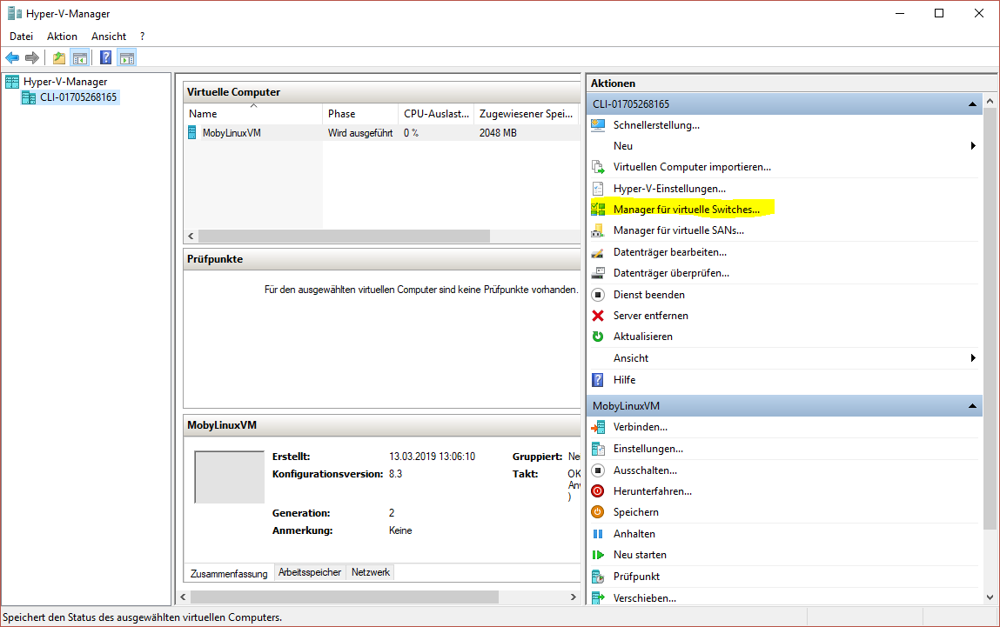 Hyper-V-Manager
Datei Aktion Ansicht ?
Hyper-V-Manager
CLI-01705268165
Virtuelle Computer
Name Phase CPU-Auslast... Zugewiesener Spei...
MobyLinuxVM Wird ausgeführt 0 % 2048 MB
Prüfpunkte
Für den ausgewählten virtuellen Computer sind keine Prüfpunkte vorhanden.
MobyLinuxVM
Erstellt: 13.03.2019 13:06:10 Gruppiert: Ne
Konfigurationsversion: 8.3 Takt: OK
Anw
)
Generation: 2
Anmerkung: Keine
Zusammenfassung Arbeitsspeicher Netzwerk
Aktionen
CLI-01705268165
Schnellerstellung...
Neu
Virtuellen Computer importieren...
Hyper-V-Einstellungen...
Manager für virtuelle Switches...
Manager für virtuelle SANs...
Datenträger bearbeiten...
Datenträger überprüfen...
Dienst beenden
Server entfernen
Aktualisieren
Ansicht
Hilfe
MobyLinuxVM
Verbinden...
Einstellungen...
Ausschalten...
Herunterfahren...
Speichern
Anhalten
Neu starten
Prüfpunkt
Verschieben...
Speichert den Status des ausgewählten virtuellen Computers.